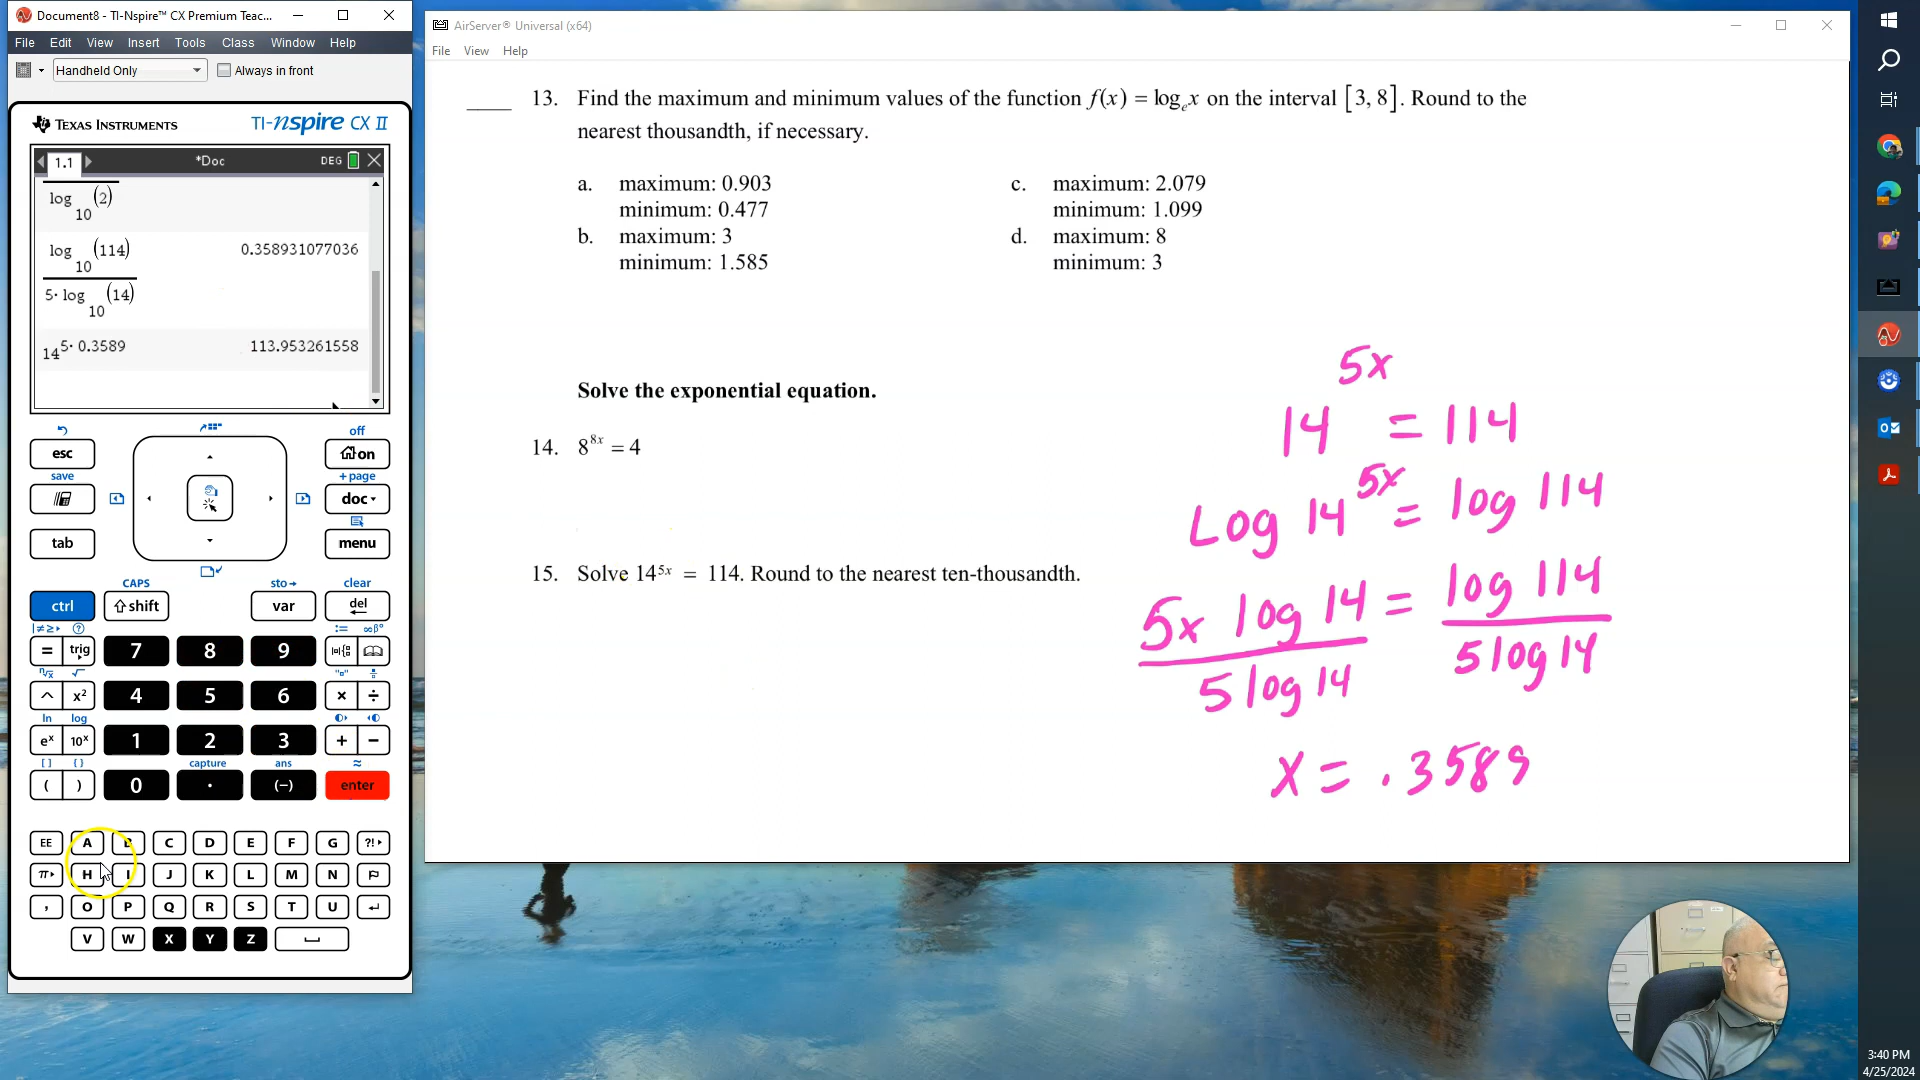 Document8 - TI-Nspire™ CX Premium Teac...
File Edit View Insert Tools Class Window Help
Handheld Only
Always in front
TEXAS INSTRUMENTS TI-nspire CX II
1.1 *Doc DEG
log10(2)
log10(114) 0.358931077036
5·log10(14)
14^5·0.3589 113.953261558
off
esc on
save +page
doc
tab menu
CAPS sto→ clear
ctrl shift var del
|≠≥▸ ? := ∞β°
= trig 7 8 9
ⁿ√x √ "▫" ÷
^ x² 4 5 6 × ÷
ln log
eˣ 10ˣ 1 2 3 + −
[ ] { } capture ans ≈
( ) 0 . (−) enter
EE A B C D E F G ?!▸
π▸ H I J K L M N
, O P Q R S T U
V W X Y Z
AirServer® Universal (x64)
File View Help
____ 13. Find the maximum and minimum values of the function f(x) = logₑx on the interval [3, 8]. Round to the
nearest thousandth, if necessary.
a. maximum: 0.903
minimum: 0.477
b. maximum: 3
minimum: 1.585
c. maximum: 2.079
minimum: 1.099
d. maximum: 8
minimum: 3
Solve the exponential equation.
14. 8^8x = 4
15. Solve 14^5x = 114. Round to the nearest ten-thousandth.
14^5x = 114
Log 14^5x = log 114
5x log 14 = log 114
5 log 14 5 log 14
x = .3589
3:40 PM
4/25/2024